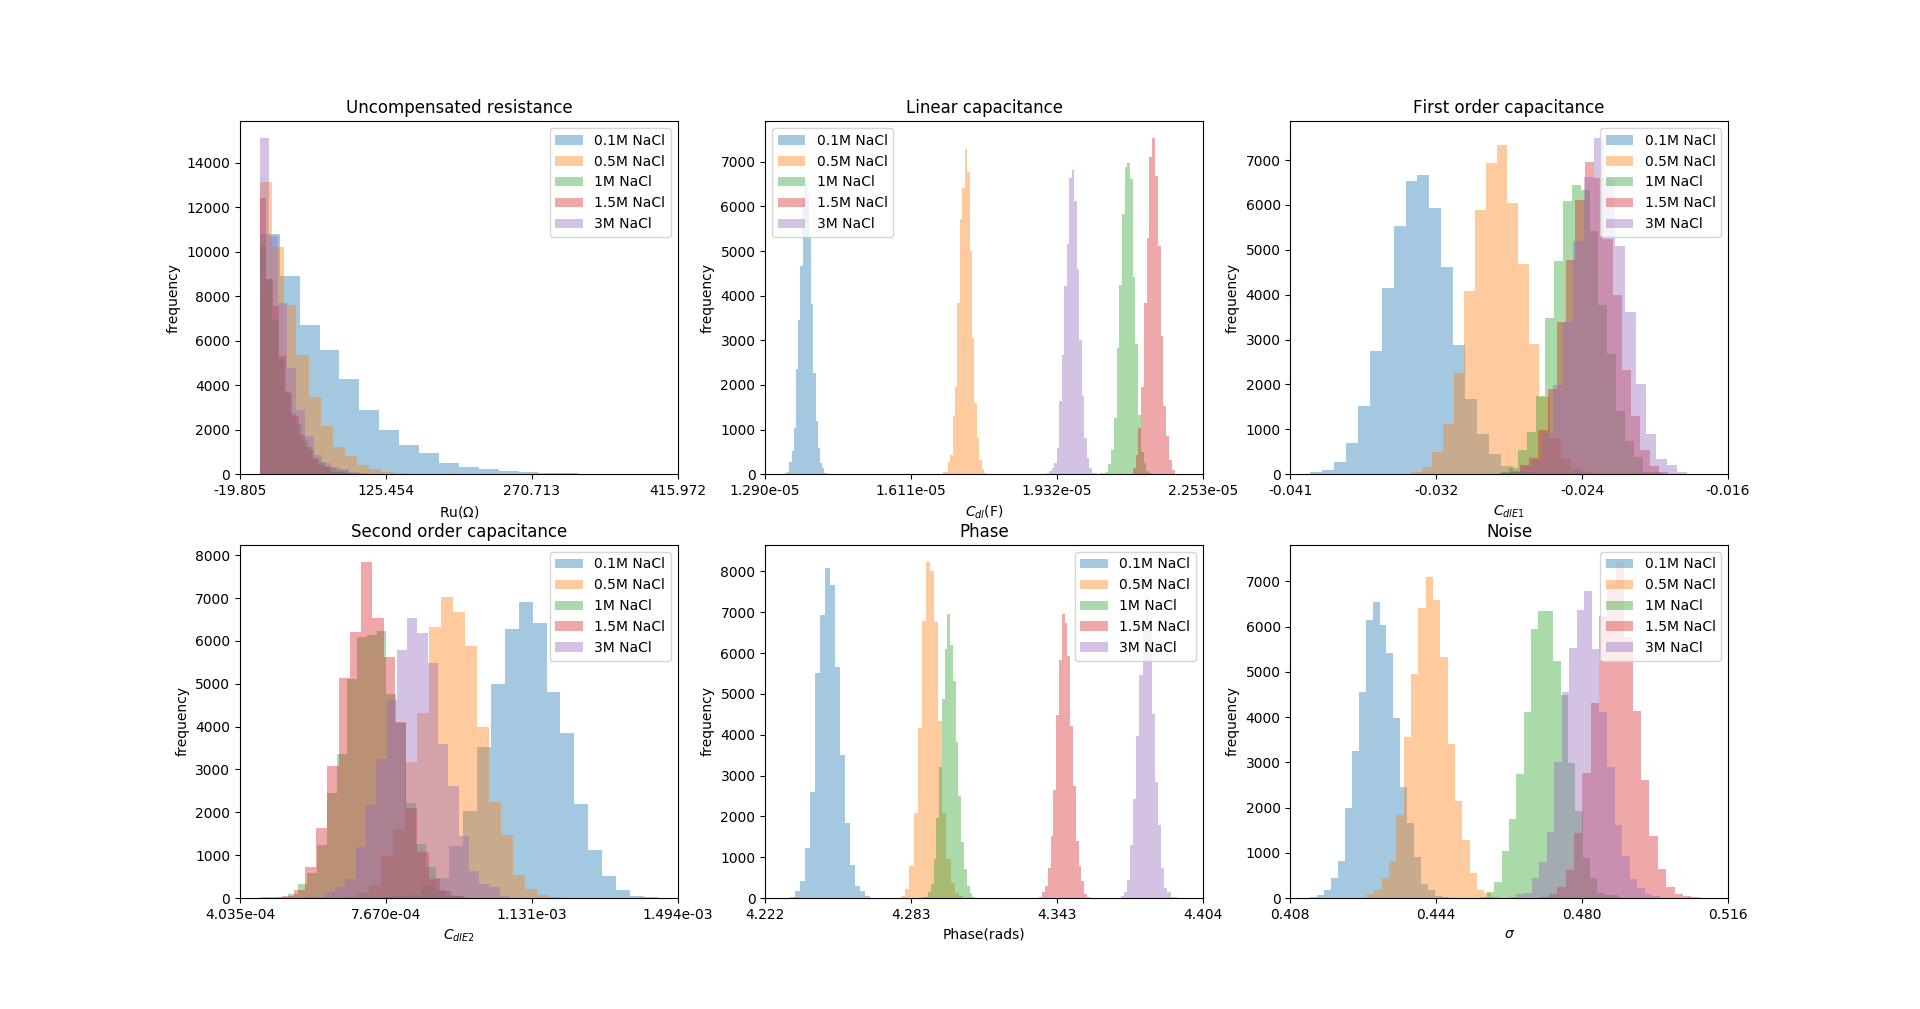 Uncompensated resistance
frequency
14000
12000
10000
8000
6000
4000
2000
0
0.1M NaCl
0.5M NaCl
1M NaCl
1.5M NaCl
3M NaCl
-19.805 125.454 270.713 415.972
Ru(Ω)
Linear capacitance
frequency
7000
6000
5000
4000
3000
2000
1000
0
0.1M NaCl
0.5M NaCl
1M NaCl
1.5M NaCl
3M NaCl
1.290e-05 1.611e-05 1.932e-05 2.253e-05
Cdl(F)
First order capacitance
frequency
7000
6000
5000
4000
3000
2000
1000
0
0.1M NaCl
0.5M NaCl
1M NaCl
1.5M NaCl
3M NaCl
-0.041 -0.032 -0.024 -0.016
CdlE1
Second order capacitance
frequency
8000
7000
6000
5000
4000
3000
2000
1000
0
0.1M NaCl
0.5M NaCl
1M NaCl
1.5M NaCl
3M NaCl
4.035e-04 7.670e-04 1.131e-03 1.494e-03
CdlE2
Phase
frequency
8000
7000
6000
5000
4000
3000
2000
1000
0
0.1M NaCl
0.5M NaCl
1M NaCl
1.5M NaCl
3M NaCl
4.222 4.283 4.343 4.404
Phase(rads)
Noise
frequency
7000
6000
5000
4000
3000
2000
1000
0
0.1M NaCl
0.5M NaCl
1M NaCl
1.5M NaCl
3M NaCl
0.408 0.444 0.480 0.516
σ